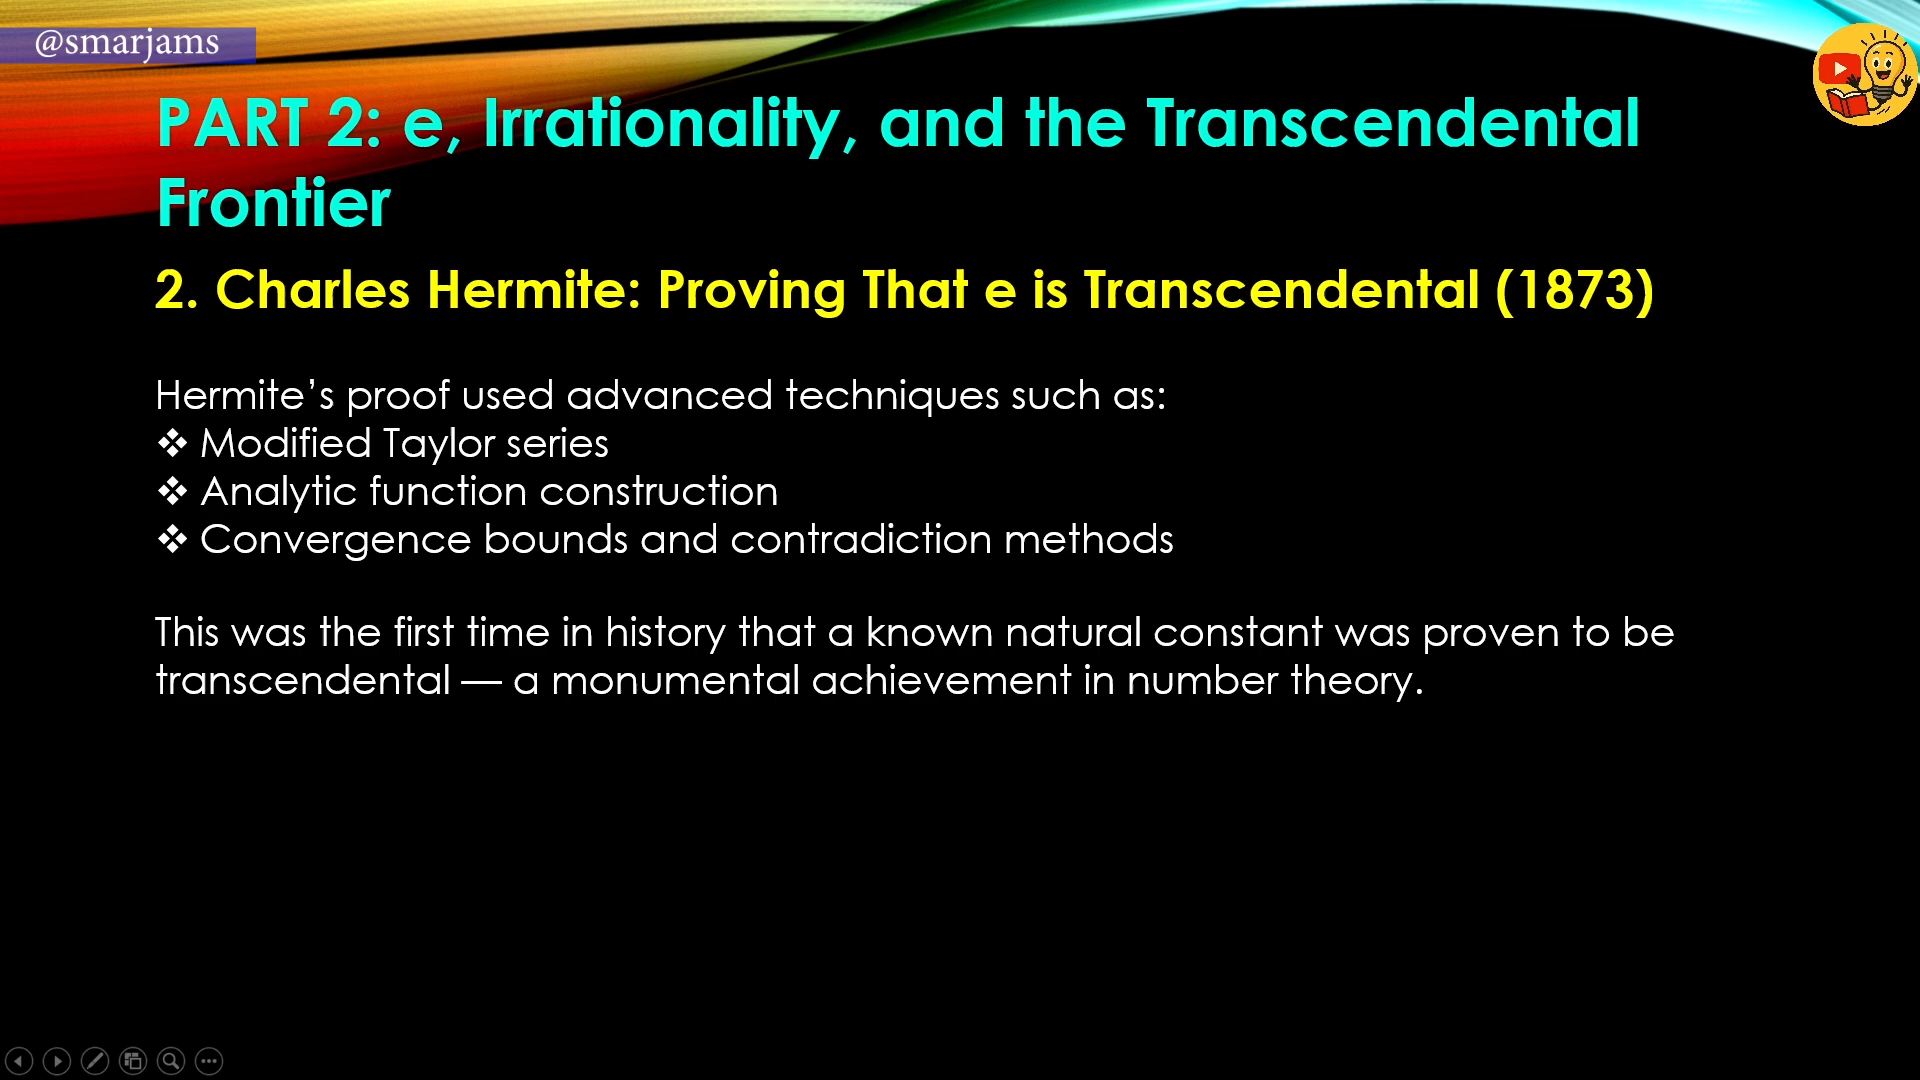 @smarjams
PART 2: e, Irrationality, and the Transcendental
Frontier
2. Charles Hermite: Proving That e is Transcendental (1873)
Hermite’s proof used advanced techniques such as:
❖ Modified Taylor series
❖ Analytic function construction
❖ Convergence bounds and contradiction methods
This was the first time in history that a known natural constant was proven to be
transcendental — a monumental achievement in number theory.